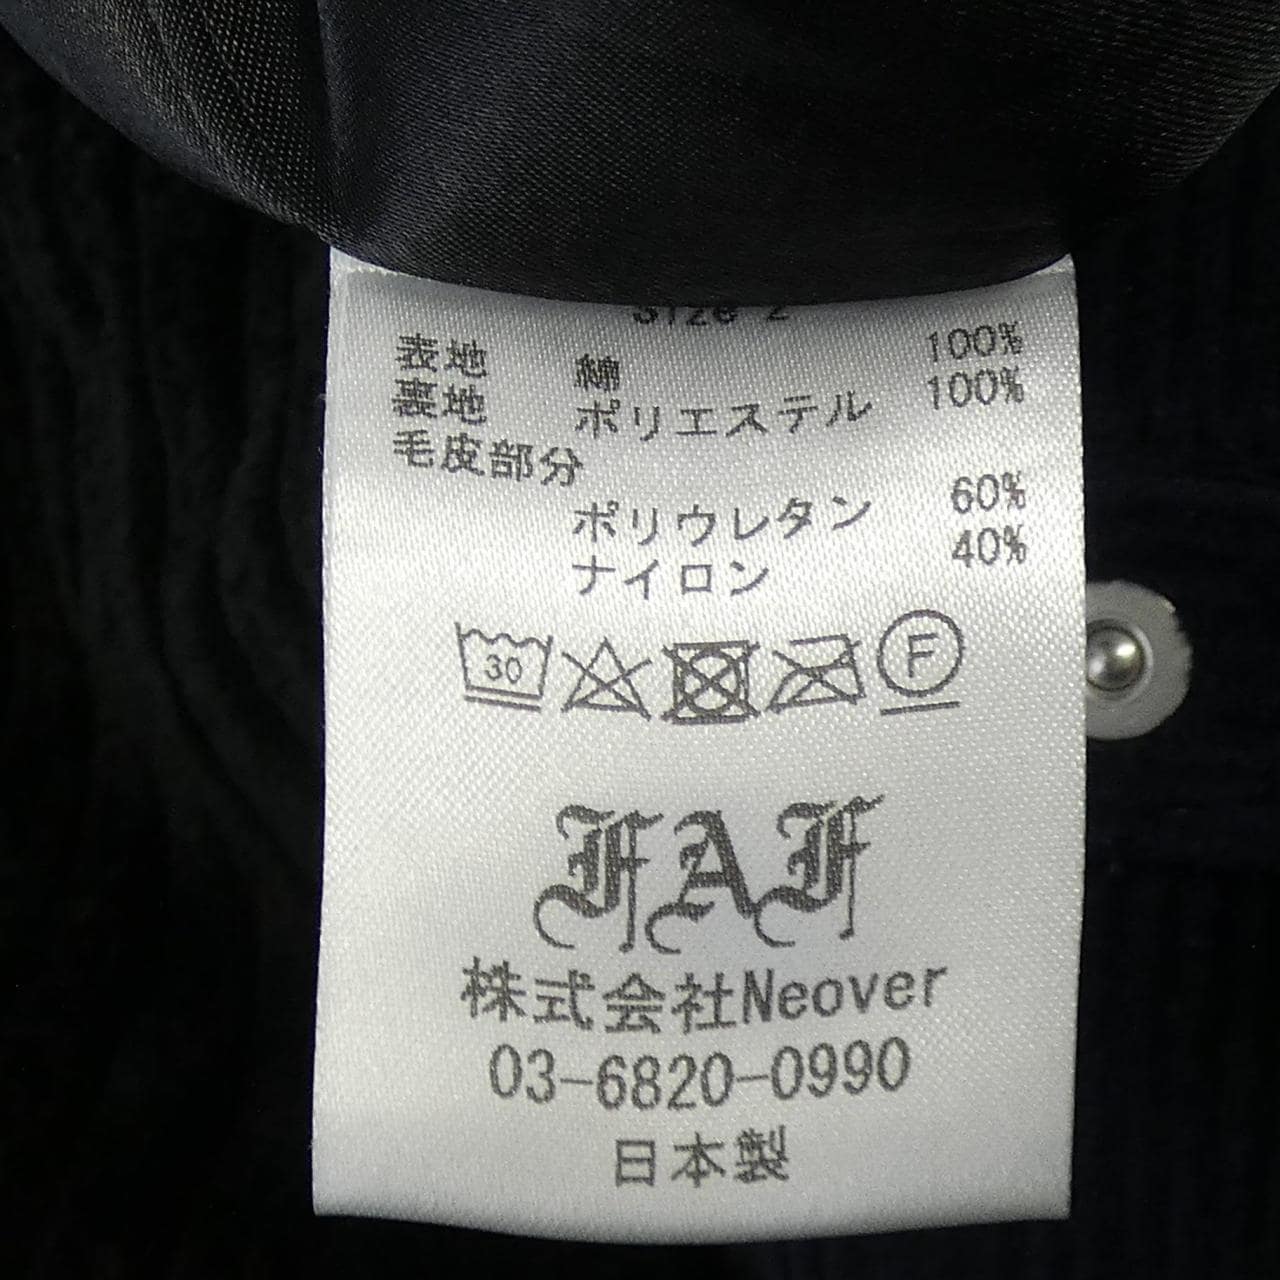 表地 綿 100%
裏地 ポリエステル 100%
毛皮部分
ポリウレタン 60%
ナイロン 40%
30
F
FAF
株式会社Neover
03-6820-0990
日本製